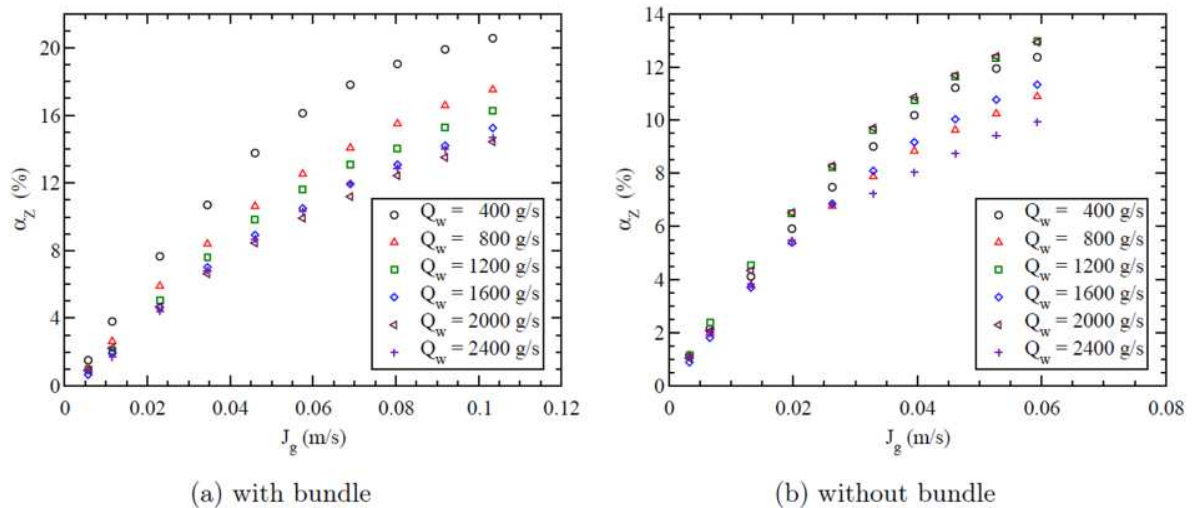 20
16
12
8
4
0
α_Z (%)
0 0.02 0.04 0.06 0.08 0.1 0.12
J_g (m/s)
Q_w = 400 g/s
Q_w = 800 g/s
Q_w = 1200 g/s
Q_w = 1600 g/s
Q_w = 2000 g/s
Q_w = 2400 g/s
(a) with bundle
14
12
10
8
6
4
2
0
α_Z (%)
0 0.02 0.04 0.06 0.08
J_g (m/s)
Q_w = 400 g/s
Q_w = 800 g/s
Q_w = 1200 g/s
Q_w = 1600 g/s
Q_w = 2000 g/s
Q_w = 2400 g/s
(b) without bundle